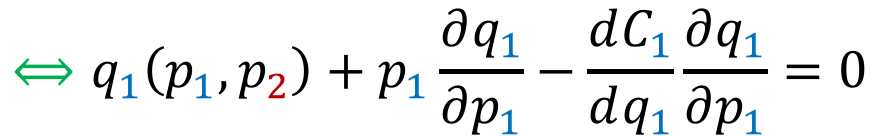 ⟺ q₁(p₁, p₂) + p₁ ∂q₁/∂p₁ − dC₁/dq₁ ∂q₁/∂p₁ = 0